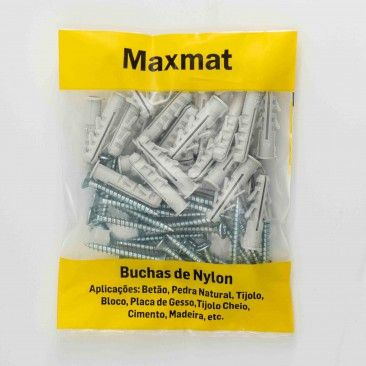 Maxmat
Buchas de Nylon
Aplicações: Betão, Pedra Natural, Tijolo,
Bloco, Placa de Gesso,Tijolo Cheio,
Cimento, Madeira, etc.